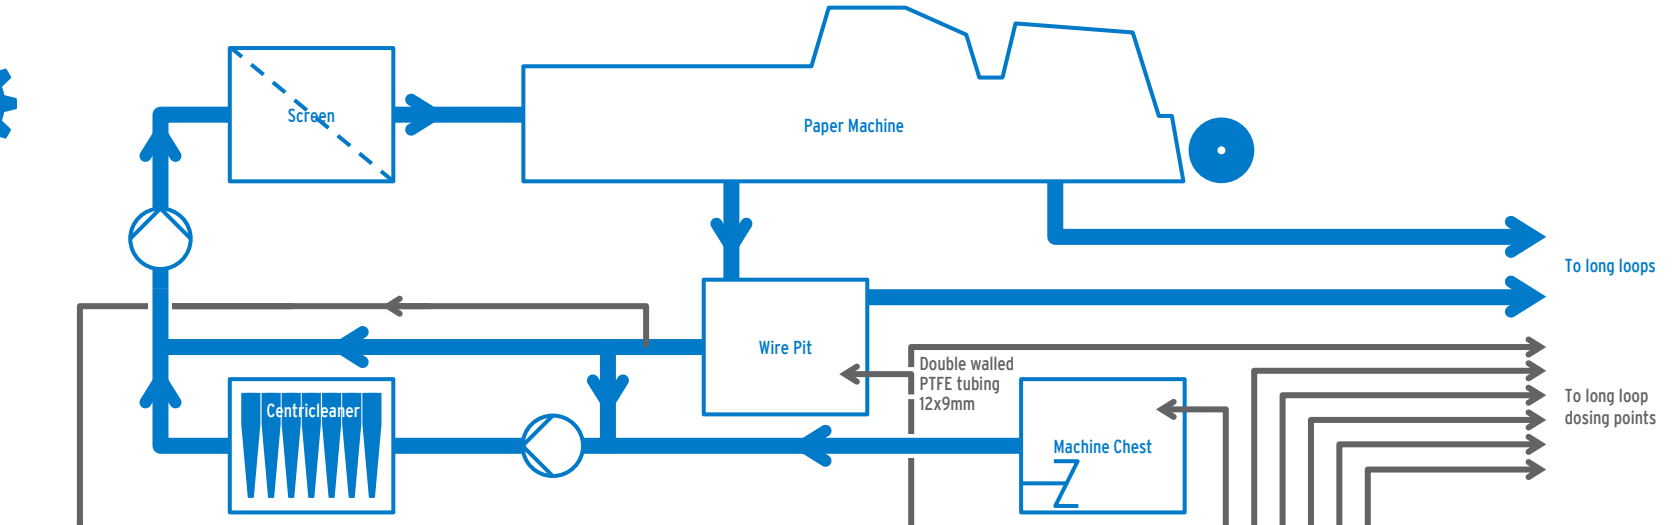 Screen
Paper Machine
To long loops
Wire Pit
Double walled
PTFE tubing
12x9mm
To long loop
dosing points
Centricleaner
Machine Chest